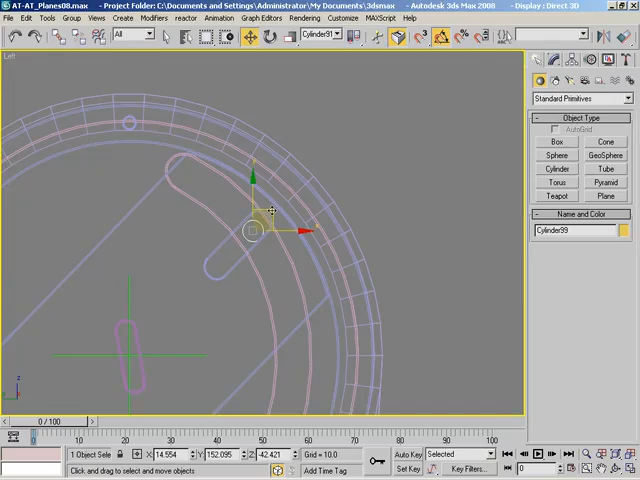 AT-AT_Planes08.max - Project Folder: C:\Documents and Settings\Administrator\My Documents\3dsmax - Autodesk 3ds Max 2008 - Display : Direct 3D
File Edit Tools Group Views Create Modifiers reactor Animation Graph Editors Rendering Customize MAXScript Help
All
Cylinder91
Left
Standard Primitives
Object Type
AutoGrid
Box Cone
Sphere GeoSphere
Cylinder Tube
Torus Pyramid
Teapot Plane
Name and Color
Cylinder99
z
0 / 100
0 10 20 30 40 50 60 70 80 90 100
1 Object Sele X: 14.554 Y: 152.095 Z: -42.421 Grid = 10.0 Auto Key Selected
Click and drag to select and move objects Add Time Tag Set Key Key Filters... 0